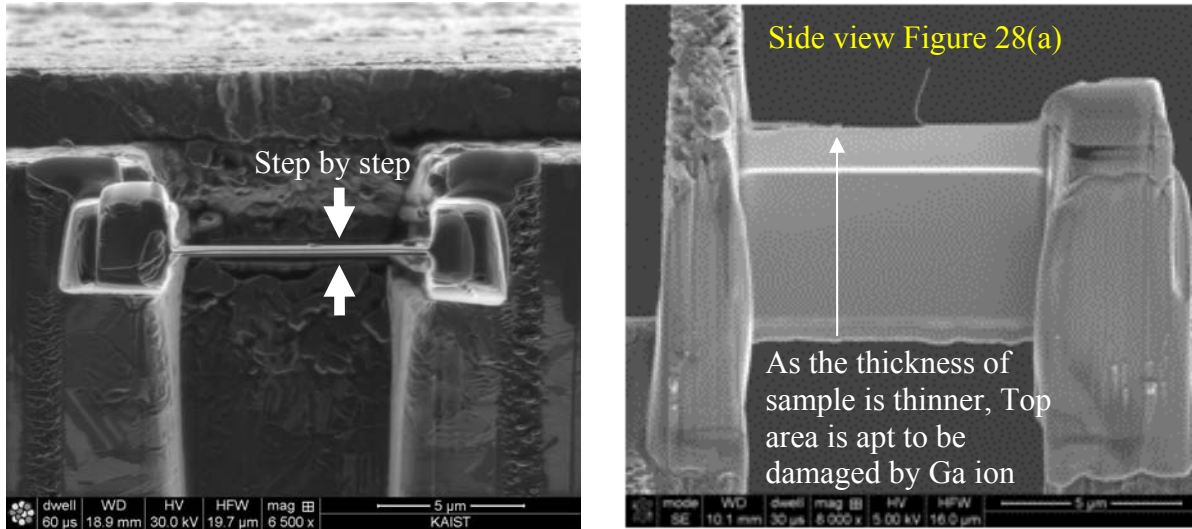 Step by step
dwell WD HV HFW mag ⊞ 5 µm
60 µs 18.9 mm 30.0 kV 19.7 µm 6 500 x KAIST
Side view Figure 28(a)
As the thickness of
sample is thinner, Top
area is apt to be
damaged by Ga ion
mode WD dwell mag ⊞ HV HFW 5 µm
SE 10.1 mm 30 µs 8 000 x 5.00 kV 16.0 µm